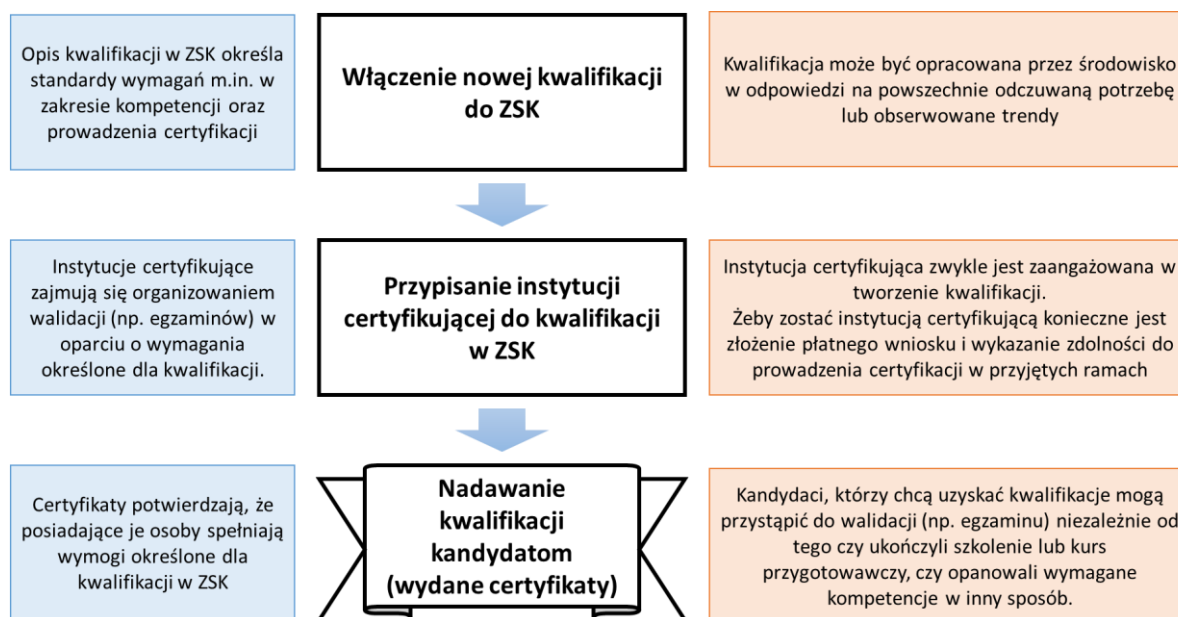 Opis kwalifikacji w ZSK określa
standardy wymagań m.in. w
zakresie kompetencji oraz
prowadzenia certyfikacji
Włączenie nowej kwalifikacji
do ZSK
Kwalifikacja może być opracowana przez środowisko
w odpowiedzi na powszechnie odczuwaną potrzebę
lub obserwowane trendy
Instytucje certyfikujące
zajmują się organizowaniem
walidacji (np. egzaminów) w
oparciu o wymagania
określone dla kwalifikacji.
Przypisanie instytucji
certyfikującej do kwalifikacji
w ZSK
Instytucja certyfikująca zwykle jest zaangażowana w
tworzenie kwalifikacji.
Żeby zostać instytucją certyfikującą konieczne jest
złożenie płatnego wniosku i wykazanie zdolności do
prowadzenia certyfikacji w przyjętych ramach
Certyfikaty potwierdzają, że
posiadające je osoby spełniają
wymogi określone dla
kwalifikacji w ZSK
Nadawanie
kwalifikacji
kandydatom
(wydane certyfikaty)
Kandydaci, którzy chcą uzyskać kwalifikacje mogą
przystąpić do walidacji (np. egzaminu) niezależnie od
tego czy ukończyli szkolenie lub kurs
przygotowawczy, czy opanowali wymagane
kompetencje w inny sposób.